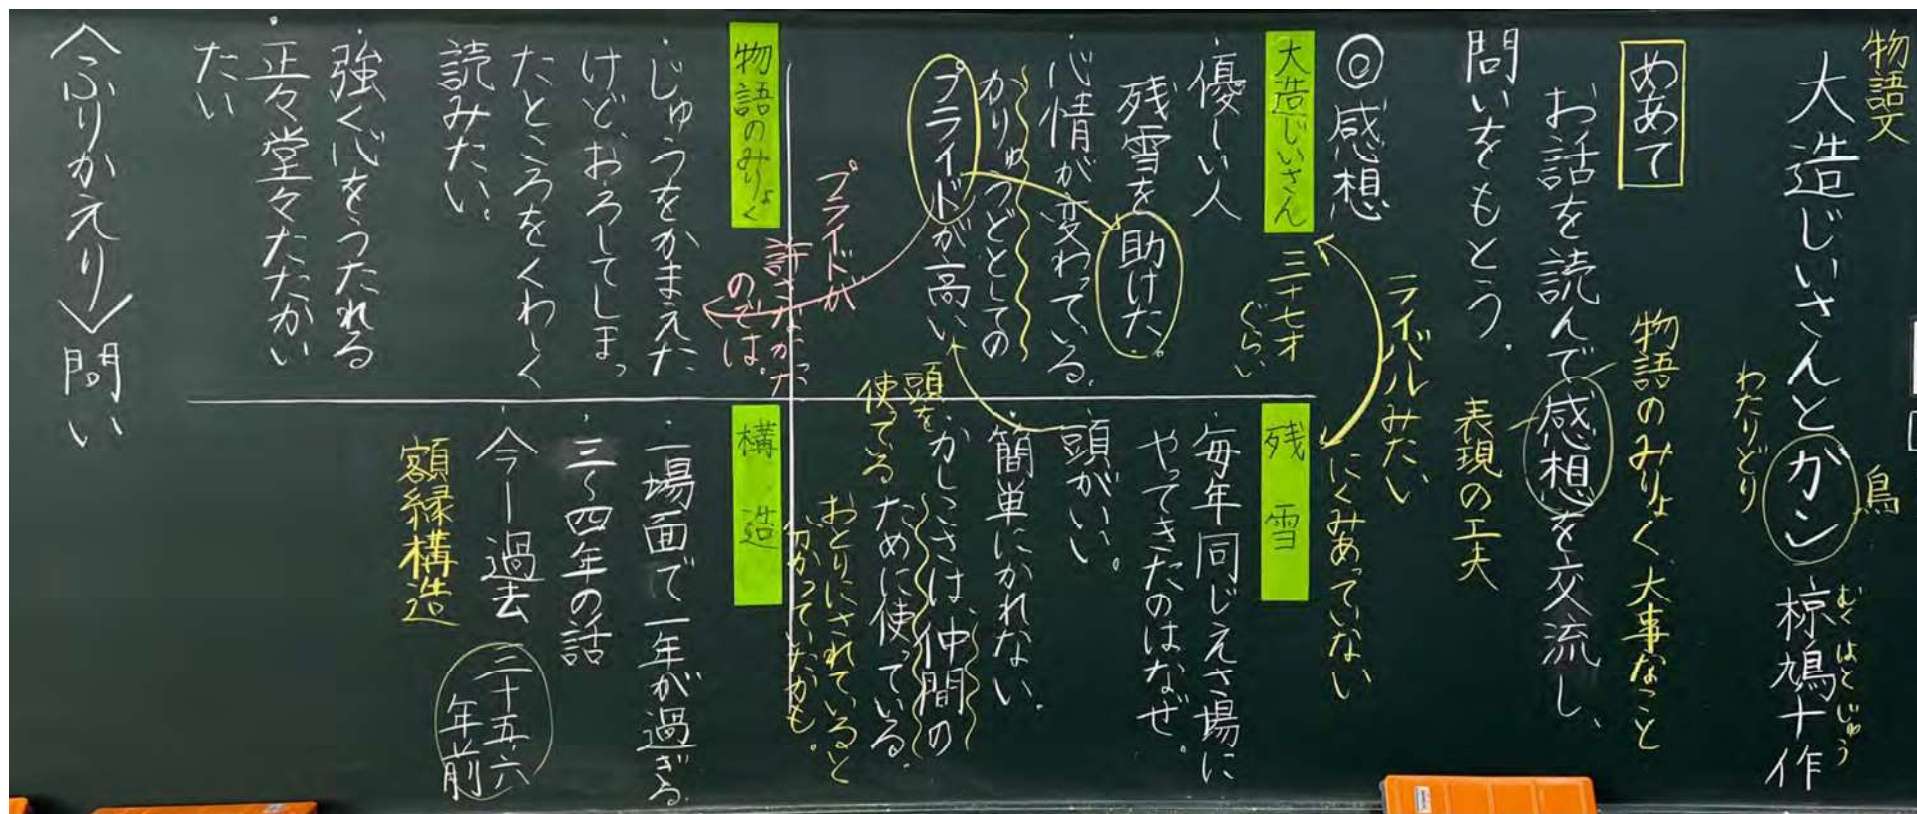 物語文
大造じいさんとガン
鳥
わたりどり
むくはとじゅう
椋鳩十作
めあて
お話を読んで感想を交流し、
問いをもとう。
物語のみりょく、大事なこと
表現の工夫
◎感想
ライバルみたい
にくみあっていない
大造じいさん
三十七才
ぐらい
・優しい人
残雪を助けた。
・心情が変わっている。
かりゅうどとしての
プライドが高い
プライドが
許さなかった
のでは。
残雪
・毎年同じえさ場に
やってきたのはなぜ。
頭がいい。
・簡単にかれない。
・かしこさは、仲間の
ために使っている。
頭を
使っている
おとりにされていると
分かっていたかも。
物語のみりょく
・じゅうをかまえた
けど、おろしてしまっ
たところをくわしく
読みたい。
・強く心をうたれる
・正々堂々たたかい
たい
構造
・一場面で一年が過ぎる
・三〜四年の話
・今ー過去
三十五六
年前
額縁構造
〈ふりかえり〉問い